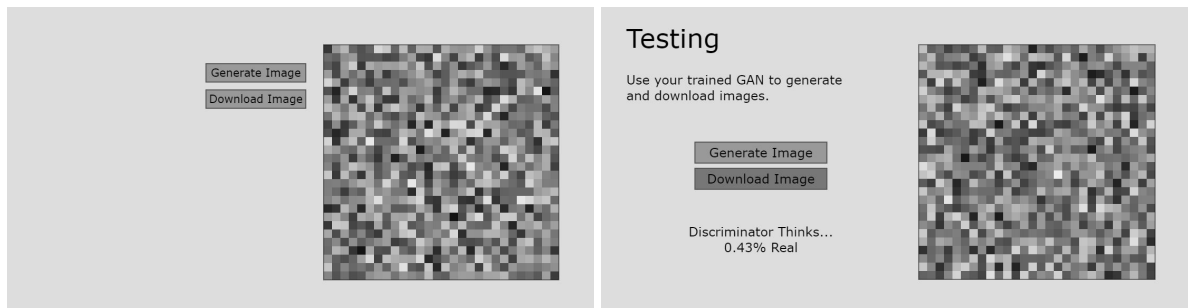 Generate Image
Download Image
Testing
Use your trained GAN to generate
and download images.
Generate Image
Download Image
Discriminator Thinks...
0.43% Real